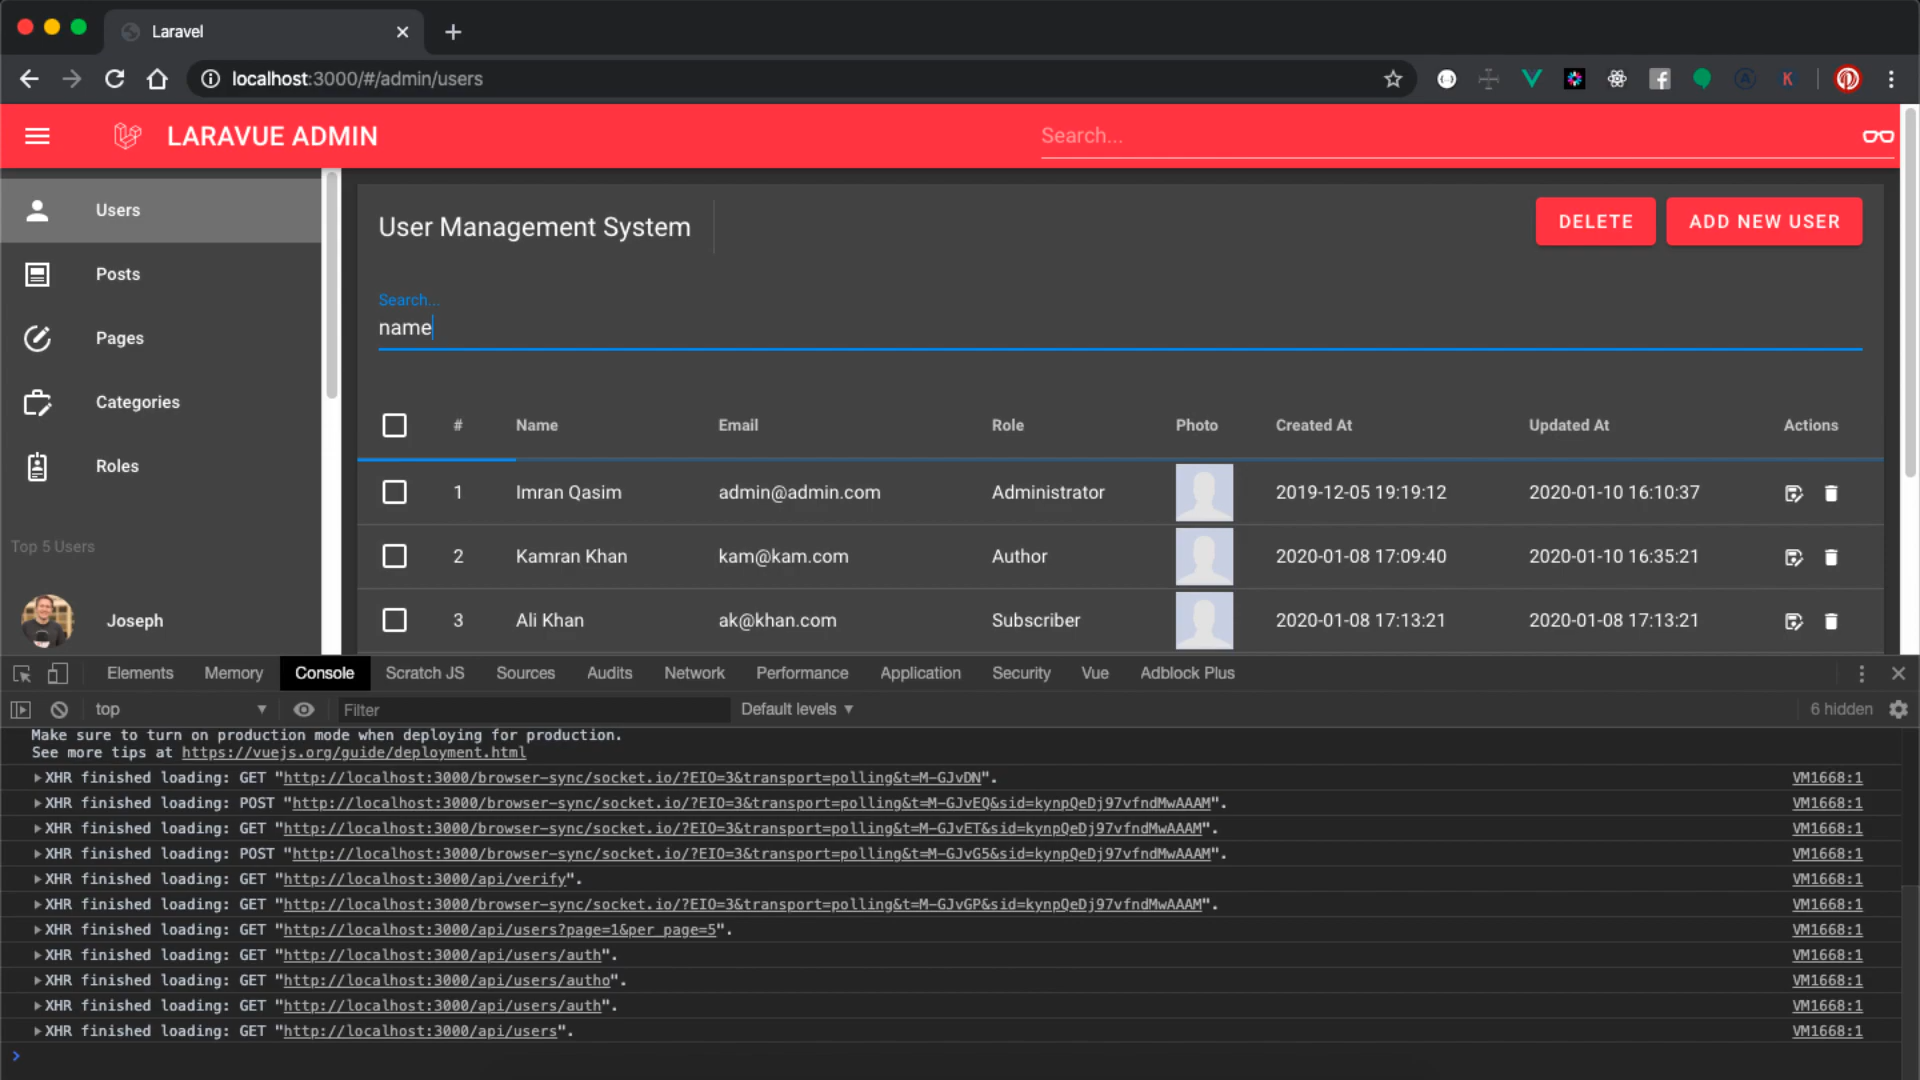 Laravel
localhost:3000/#/admin/users
K
LARAVUE ADMIN
Search...
Users
Posts
Pages
Categories
Roles
Top 5 Users
Joseph
User Management System
DELETE
ADD NEW USER
Search...
name
# Name Email Role Photo Created At Updated At Actions
1 Imran Qasim admin@admin.com Administrator 2019-12-05 19:19:12 2020-01-10 16:10:37
2 Kamran Khan kam@kam.com Author 2020-01-08 17:09:40 2020-01-10 16:35:21
3 Ali Khan ak@khan.com Subscriber 2020-01-08 17:13:21 2020-01-08 17:13:21
Elements Memory Console Scratch JS Sources Audits Network Performance Application Security Vue Adblock Plus
top Filter Default levels 6 hidden
Make sure to turn on production mode when deploying for production.
See more tips at https://vuejs.org/guide/deployment.html
XHR finished loading: GET "http://localhost:3000/browser-sync/socket.io/?EIO=3&transport=polling&t=M-GJvDN". VM1668:1
XHR finished loading: POST "http://localhost:3000/browser-sync/socket.io/?EIO=3&transport=polling&t=M-GJvEQ&sid=kynpQeDj97vfndMwAAAM". VM1668:1
XHR finished loading: GET "http://localhost:3000/browser-sync/socket.io/?EIO=3&transport=polling&t=M-GJvET&sid=kynpQeDj97vfndMwAAAM". VM1668:1
XHR finished loading: POST "http://localhost:3000/browser-sync/socket.io/?EIO=3&transport=polling&t=M-GJvG5&sid=kynpQeDj97vfndMwAAAM". VM1668:1
XHR finished loading: GET "http://localhost:3000/api/verify". VM1668:1
XHR finished loading: GET "http://localhost:3000/browser-sync/socket.io/?EIO=3&transport=polling&t=M-GJvGP&sid=kynpQeDj97vfndMwAAAM". VM1668:1
XHR finished loading: GET "http://localhost:3000/api/users?page=1&per_page=5". VM1668:1
XHR finished loading: GET "http://localhost:3000/api/users/auth". VM1668:1
XHR finished loading: GET "http://localhost:3000/api/users/autho". VM1668:1
XHR finished loading: GET "http://localhost:3000/api/users/auth". VM1668:1
XHR finished loading: GET "http://localhost:3000/api/users". VM1668:1